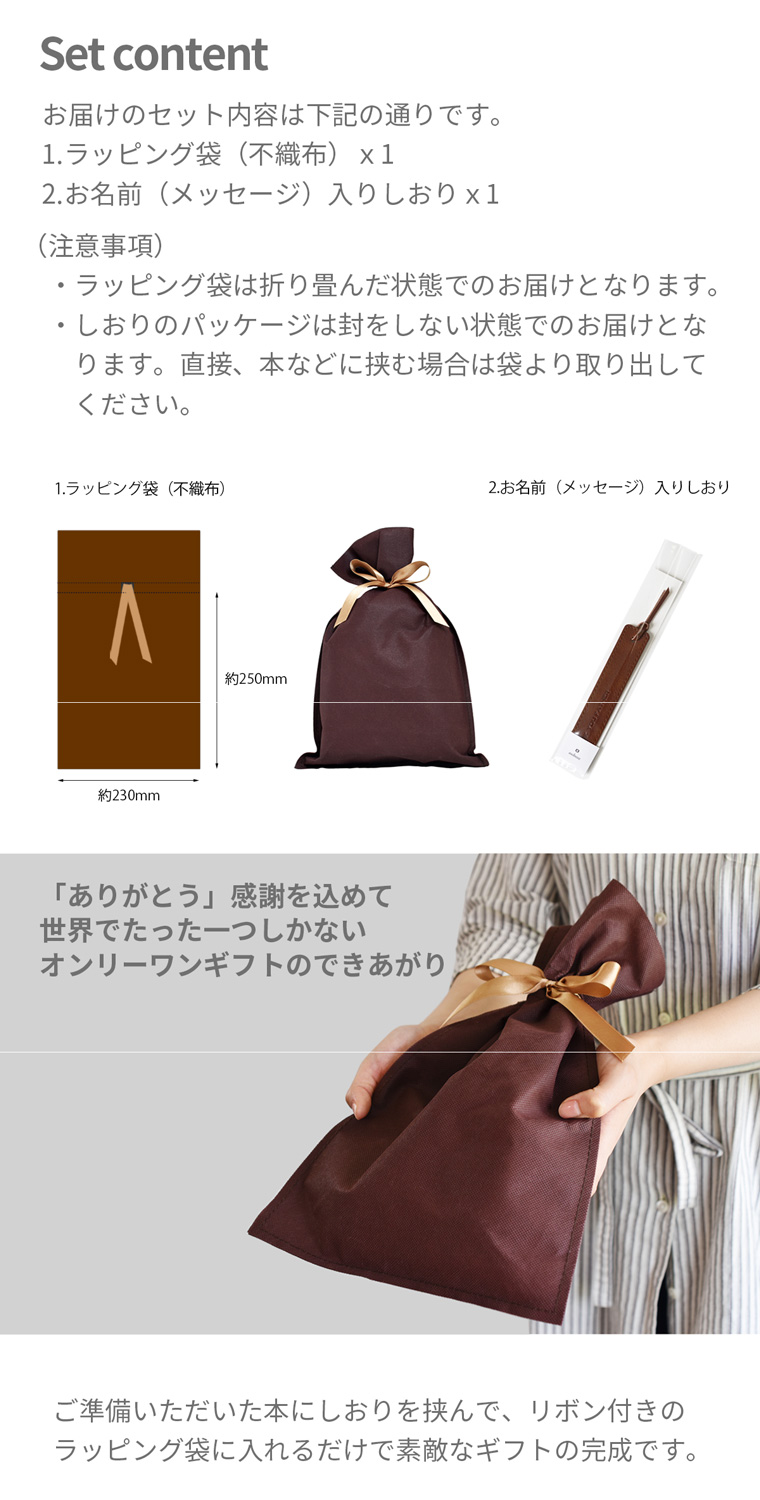 Set content
お届けのセット内容は下記の通りです。
1.ラッピング袋（不織布）ｘ1
2.お名前（メッセージ）入りしおりｘ1
（注意事項）
・ラッピング袋は折り畳んだ状態でのお届けとなります。
・しおりのパッケージは封をしない状態でのお届けとな
ります。直接、本などに挟む場合は袋より取り出して
ください。
1.ラッピング袋（不織布）
2.お名前（メッセージ）入りしおり
約250mm
約230mm
「ありがとう」感謝を込めて
世界でたった一つしかない
オンリーワンギフトのできあがり
ご準備いただいた本にしおりを挟んで、リボン付きの
ラッピング袋に入れるだけで素敵なギフトの完成です。